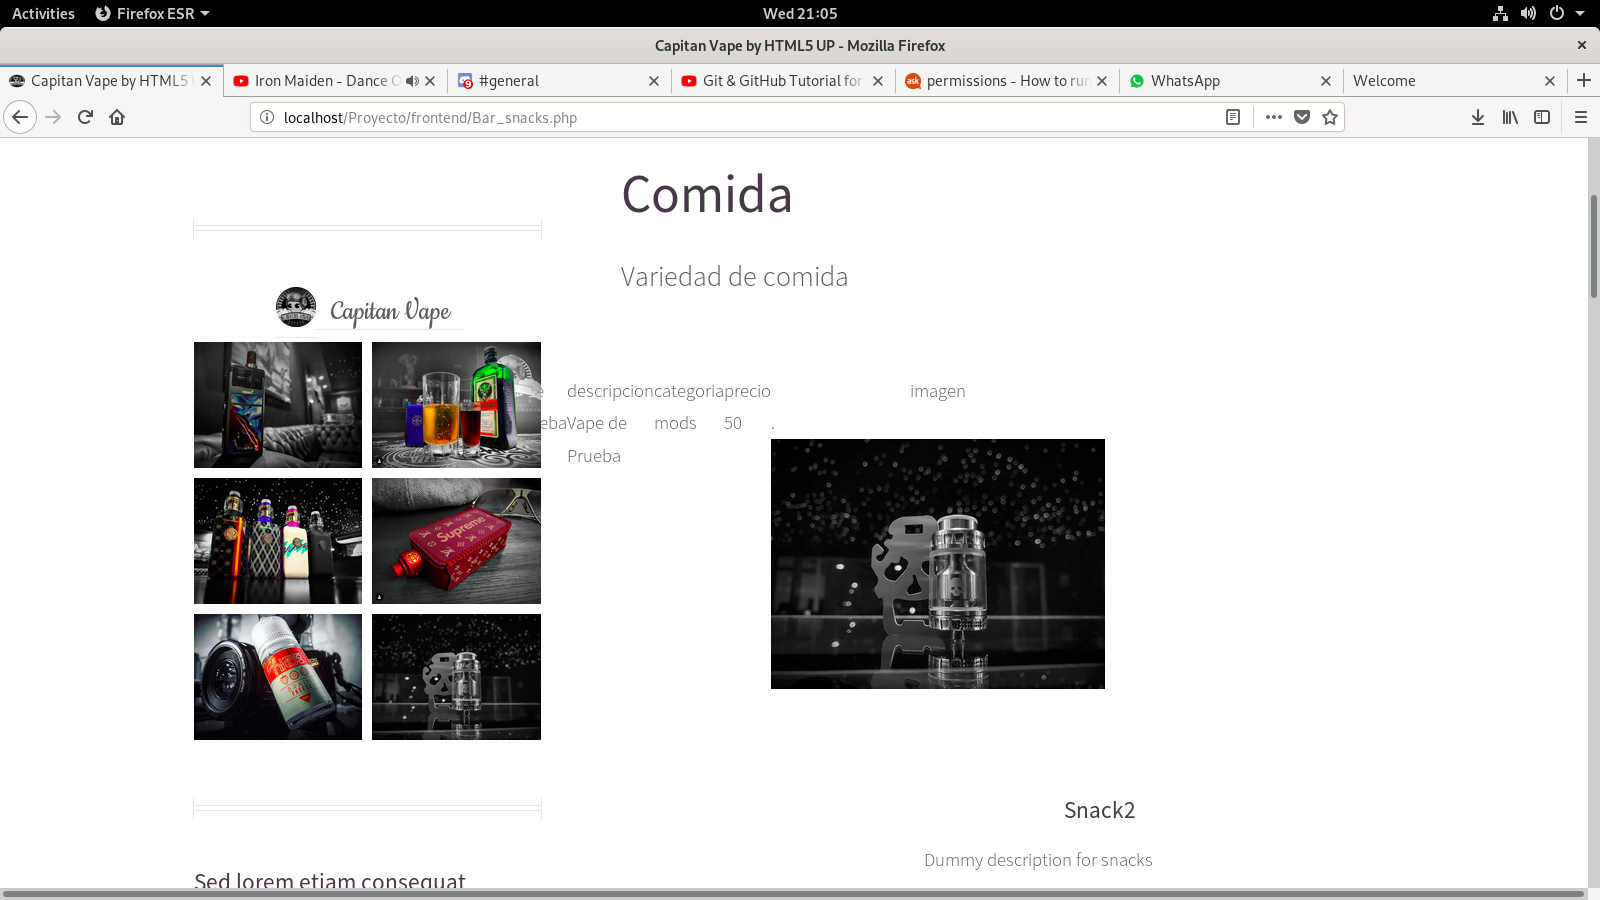 Activities Firefox ESR Wed 21:05
Capitan Vape by HTML5 UP - Mozilla Firefox
Capitan Vape by HTML5 Iron Maiden - Dance O #general Git & GitHub Tutorial for permissions - How to run WhatsApp Welcome
localhost/Proyecto/frontend/Bar_snacks.php
Comida
Variedad de comida
Capitan Vape
e descripcioncategoriaprecio imagen
ebaVape de mods 50 .
Prueba
Supreme
Snack2
Dummy description for snacks
Sed lorem etiam consequat